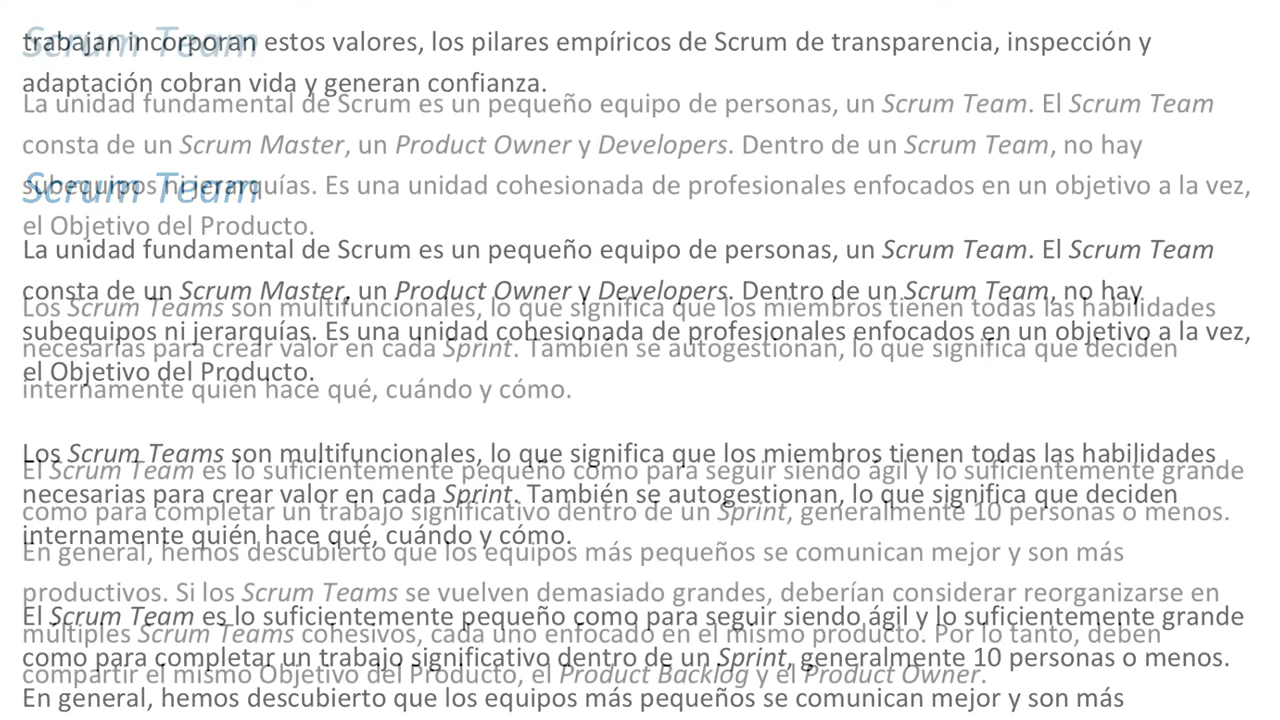 Scrum Team
trabajan incorporan estos valores, los pilares empíricos de Scrum de transparencia, inspección y
adaptación cobran vida y generan confianza.
La unidad fundamental de Scrum es un pequeño equipo de personas, un Scrum Team. El Scrum Team
consta de un Scrum Master, un Product Owner y Developers. Dentro de un Scrum Team, no hay
subequipos ni jerarquías. Es una unidad cohesionada de profesionales enfocados en un objetivo a la vez,
Scrum Team
el Objetivo del Producto.
La unidad fundamental de Scrum es un pequeño equipo de personas, un Scrum Team. El Scrum Team
consta de un Scrum Master, un Product Owner y Developers. Dentro de un Scrum Team, no hay
Los Scrum Teams son multifuncionales, lo que significa que los miembros tienen todas las habilidades
subequipos ni jerarquías. Es una unidad cohesionada de profesionales enfocados en un objetivo a la vez,
necesarias para crear valor en cada Sprint. También se autogestionan, lo que significa que deciden
el Objetivo del Producto.
internamente quién hace qué, cuándo y cómo.
Los Scrum Teams son multifuncionales, lo que significa que los miembros tienen todas las habilidades
El Scrum Team es lo suficientemente pequeño como para seguir siendo ágil y lo suficientemente grande
necesarias para crear valor en cada Sprint. También se autogestionan, lo que significa que deciden
como para completar un trabajo significativo dentro de un Sprint, generalmente 10 personas o menos.
internamente quién hace qué, cuándo y cómo.
En general, hemos descubierto que los equipos más pequeños se comunican mejor y son más
productivos. Si los Scrum Teams se vuelven demasiado grandes, deberían considerar reorganizarse en
El Scrum Team es lo suficientemente pequeño como para seguir siendo ágil y lo suficientemente grande
múltiples Scrum Teams cohesivos, cada uno enfocado en el mismo producto. Por lo tanto, deben
como para completar un trabajo significativo dentro de un Sprint, generalmente 10 personas o menos.
compartir el mismo Objetivo del Producto, el Product Backlog y el Product Owner.
En general, hemos descubierto que los equipos más pequeños se comunican mejor y son más